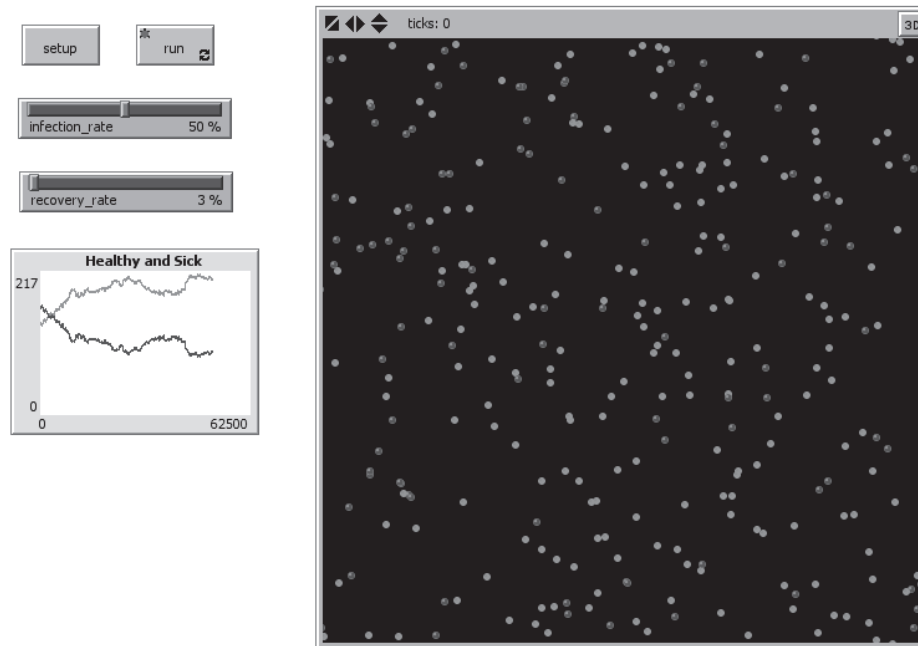 setup
run
infection_rate 50 %
recovery_rate 3 %
Healthy and Sick
217
0
0 62500
ticks: 0
3D